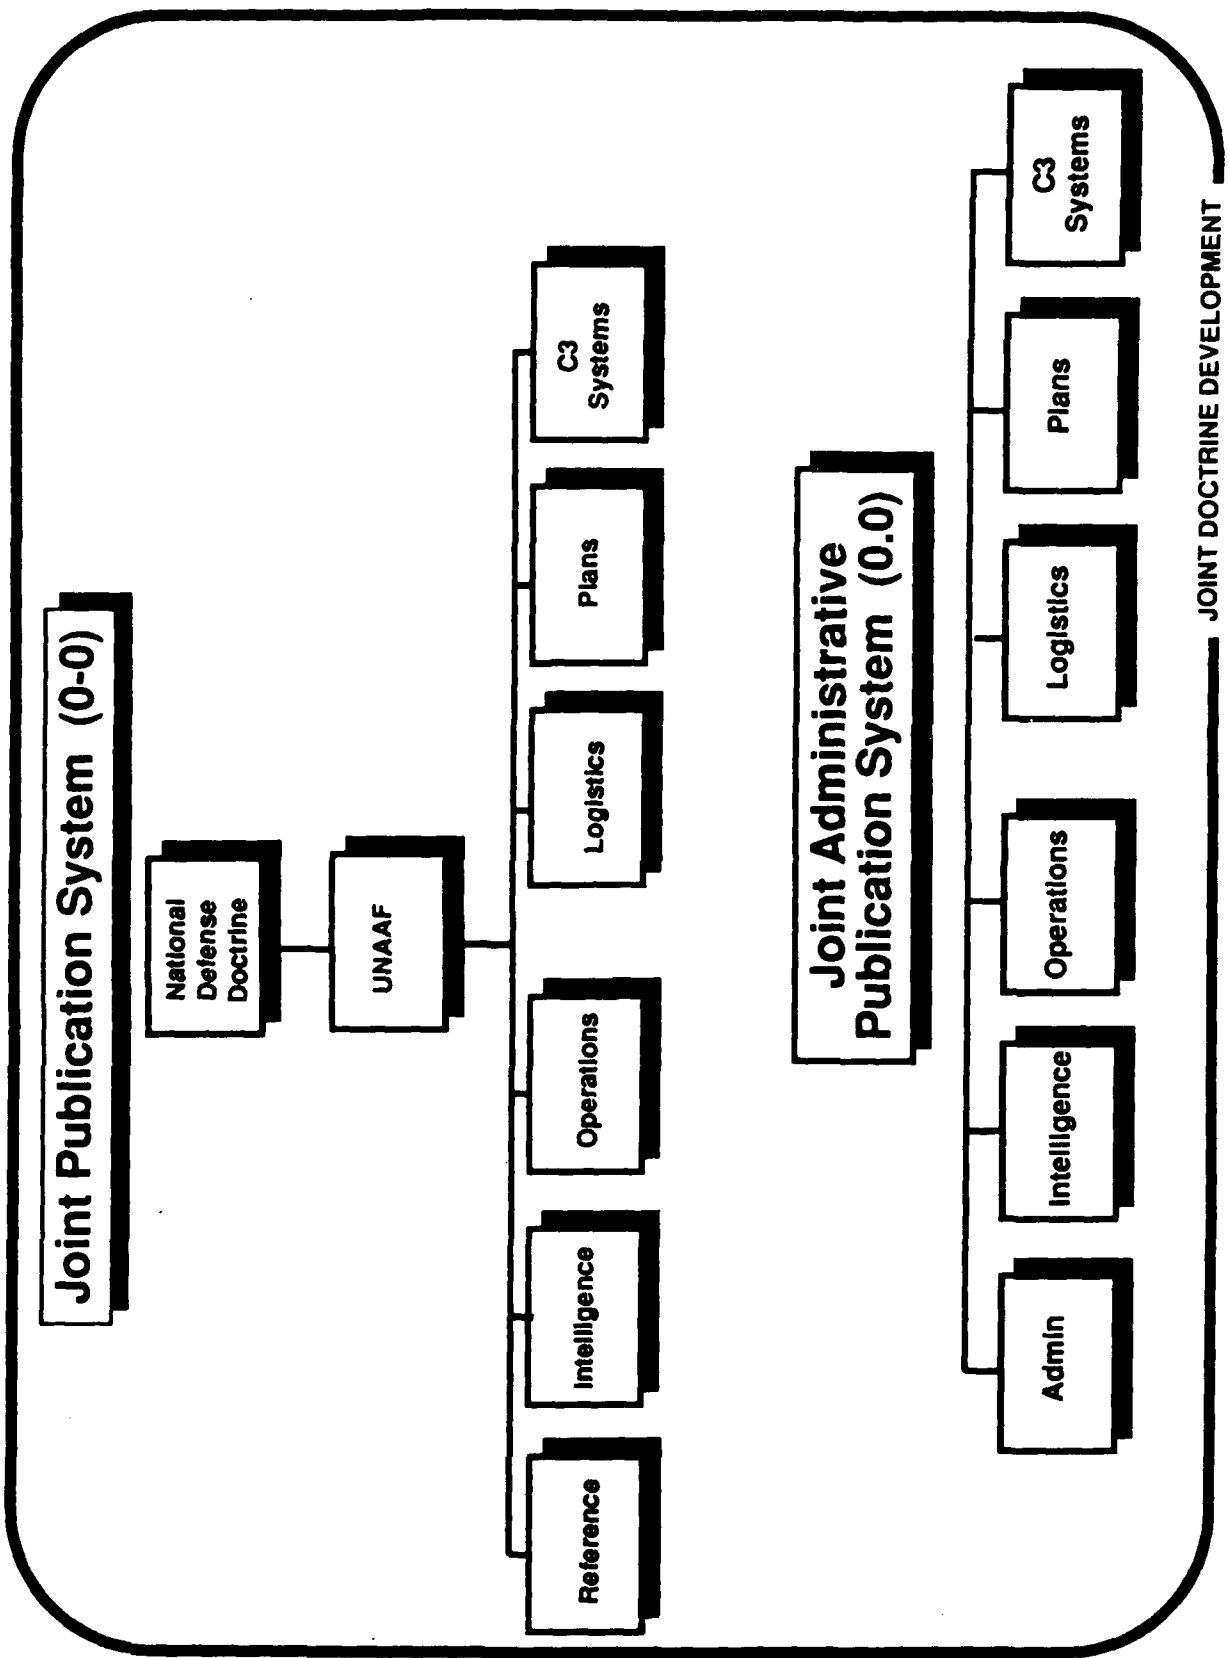 Joint Publication System (0-0)
National
Defense
Doctrine
UNAAF
Reference
Intelligence
Operations
Logistics
Plans
C3
Systems
Joint Administrative
Publication System (0.0)
Admin
Intelligence
Operations
Logistics
Plans
C3
Systems
JOINT DOCTRINE DEVELOPMENT